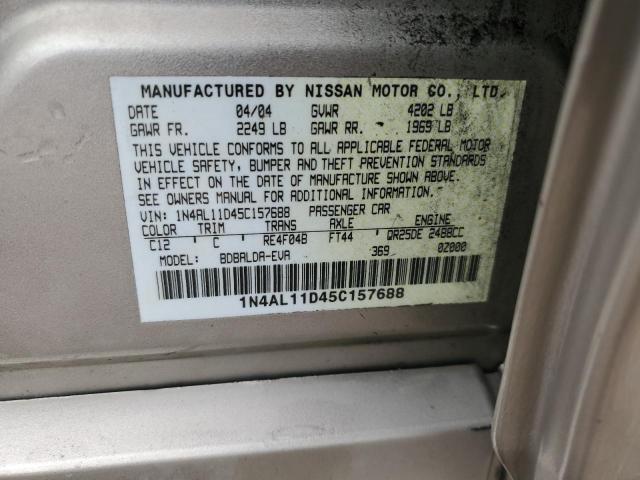 MANUFACTURED BY NISSAN MOTOR CO., LTD.
DATE 04/04 GVWR 4202 LB
GAWR FR. 2249 LB GAWR RR. 1969 LB
THIS VEHICLE CONFORMS TO ALL APPLICABLE FEDERAL MOTOR
VEHICLE SAFETY, BUMPER AND THEFT PREVENTION STANDARDS
IN EFFECT ON THE DATE OF MANUFACTURE SHOWN ABOVE.
SEE OWNERS MANUAL FOR ADDITIONAL INFORMATION.
VIN: 1N4AL11D45C157688 PASSENGER CAR
COLOR TRIM TRANS AXLE ENGINE
C12 C RE4F04B FT44 QR25DE 2488CC
MODEL: BDBALDA-EVA 369 0Z000
1N4AL11D45C157688